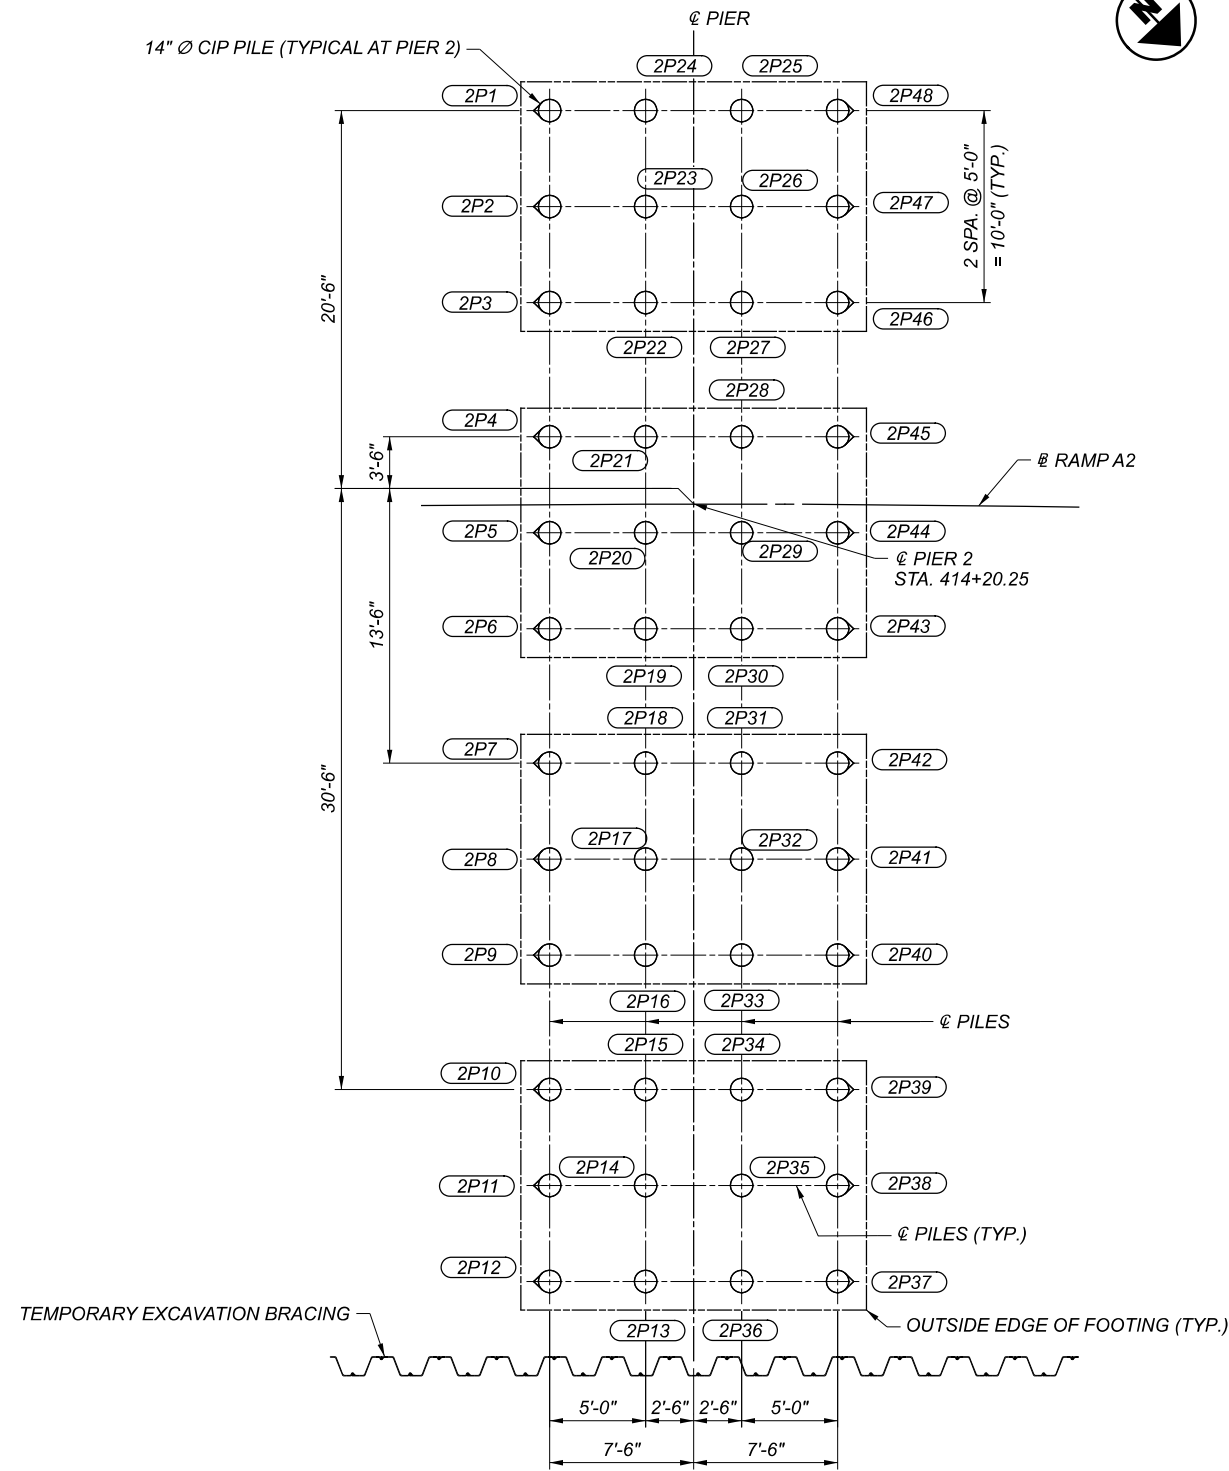 N
℄ PIER
14" Ø CIP PILE (TYPICAL AT PIER 2)
2P24
2P25
2P1
2P48
2P23
2P26
2P2
2P47
2 SPA. @ 5'-0"
= 10'-0" (TYP.)
20'-6"
2P3
2P46
2P22
2P27
2P28
2P4
2P45
2P21
3'-6"
℄ RAMP A2
2P5
2P44
2P20
2P29
℄ PIER 2
STA. 414+20.25
13'-6"
2P6
2P43
2P19
2P30
2P18
2P31
2P7
2P42
30'-6"
2P17
2P32
2P8
2P41
2P9
2P40
2P16
2P33
℄ PILES
2P15
2P34
2P10
2P39
2P14
2P35
2P11
2P38
℄ PILES (TYP.)
2P12
2P37
TEMPORARY EXCAVATION BRACING
OUTSIDE EDGE OF FOOTING (TYP.)
2P13
2P36
5'-0"
2'-6"
2'-6"
5'-0"
7'-6"
7'-6"